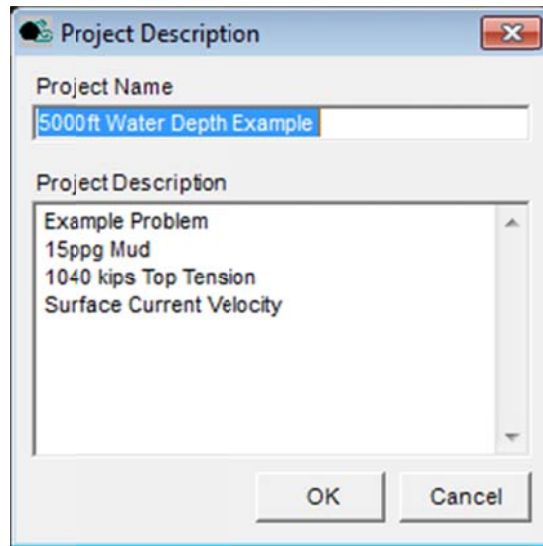 Project Description
Project Name
5000ft Water Depth Example
Project Description
Example Problem
15ppg Mud
1040 kips Top Tension
Surface Current Velocity
OK
Cancel